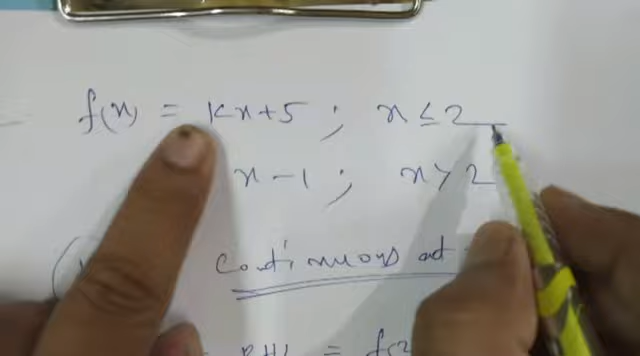 f(x) = kx+5 ; x ≤ 2
x - 1 ; x > 2
continuous at
RHL = f(2